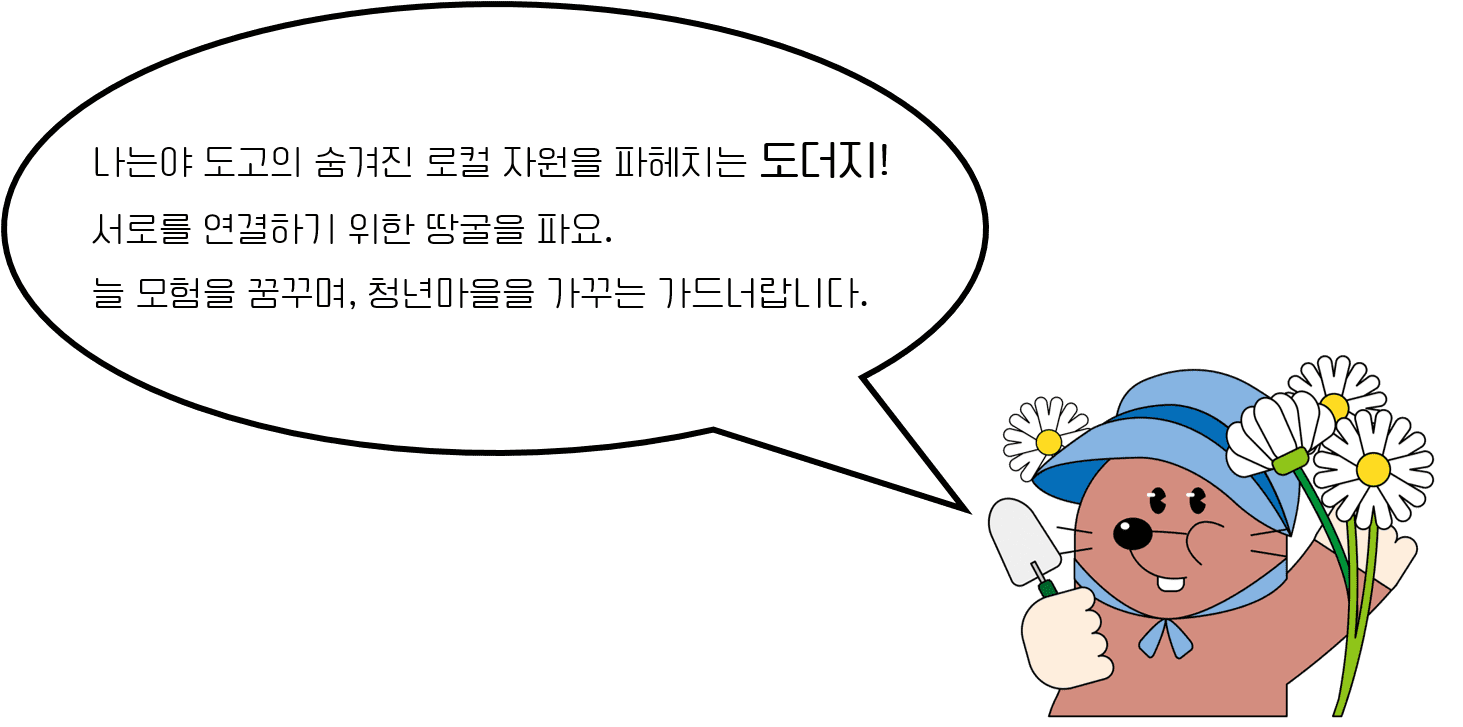 나는야 도고의 숨겨진 로컬 자원을 파헤치는 도더지!
서로를 연결하기 위한 땅굴을 파요.
늘 모험을 꿈꾸며, 청년마을을 가꾸는 가드너랍니다.